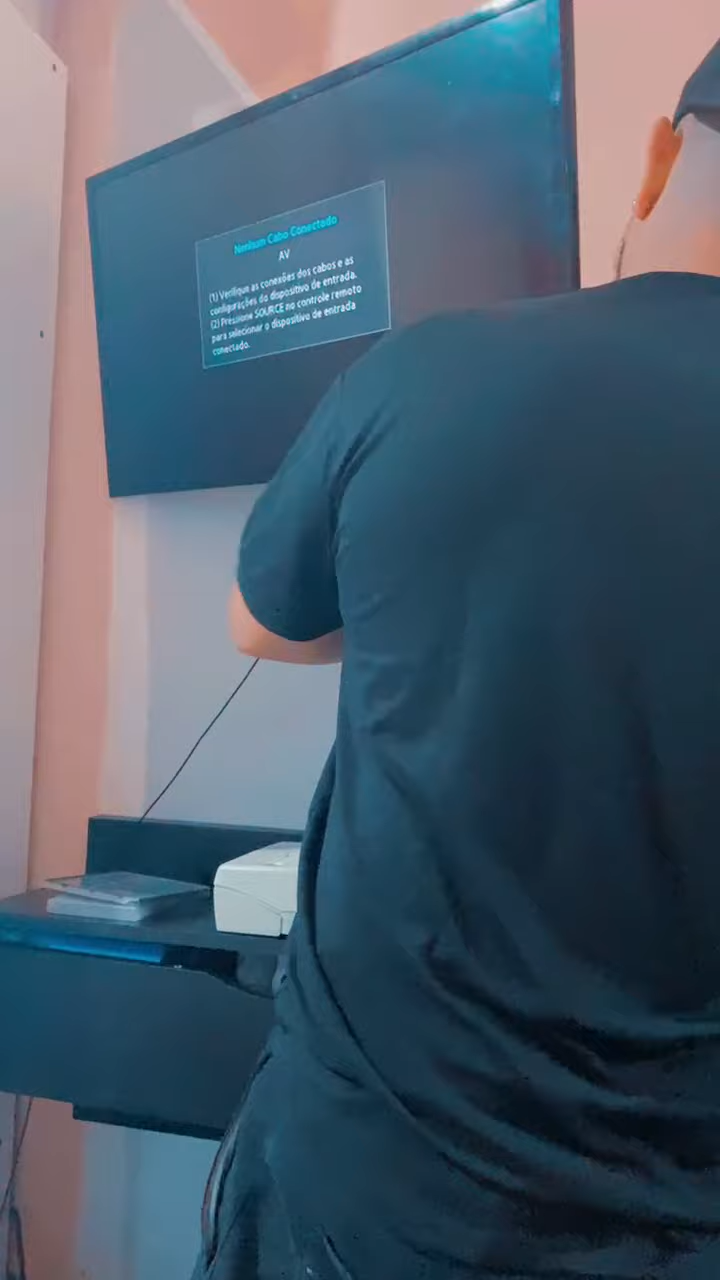 Nenhum Cabo Conectado
AV
(1) Verifique as conexões dos cabos e as
configurações do dispositivo de entrada.
(2) Pressione SOURCE no controle remoto
para selecionar o dispositivo de entrada
conectado.